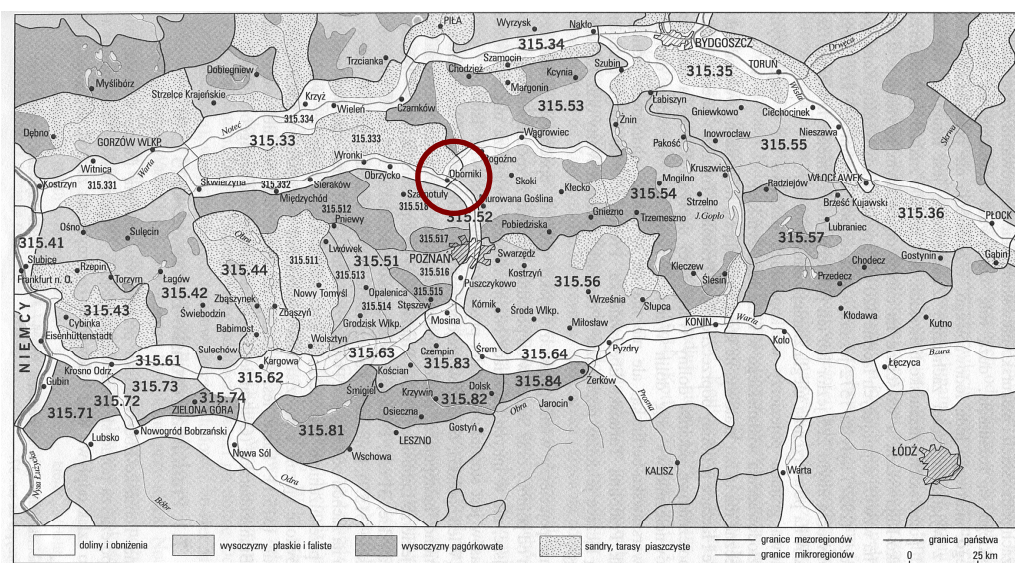 PIŁA
Wyrzysk
Nakło
315.34
BYDGOSZCZ
Drwęca
Trzcianka
Szamocin
Chodzież
Dobiegniew
Myślibórz
Szubin
TORUŃ
315.35
Kcynia
Margonin
Strzelce Krajeńskie
Krzyż
Wieleń
Czarnków
315.53
Łabiszyn
Gniewkowo
Ciechocinek
Wisła
315.334
Żnin
Dębno
Noteć
315.333
Wągrowiec
Inowrocław
Nieszawa
Skrwa
GORZÓW WLKP.
315.33
Pakość
315.55
Warta
Wronki
Rogoźno
Witnica
Obrzycko
Oborniki
Skoki
Kruszwica
Kostrzyn
315.331
Skwierzyna
315.332
Sieraków
Kłecko
Mogilno
Radziejów
WŁOCŁAWEK
Międzychód
Szamotuły
Murowana Goślina
315.54
Strzelno
Brześć Kujawski
315.512
315.518
315.52
Gniezno
Trzemeszno
J.Gopło
315.36
PŁOCK
Ośno
Sulęcin
Obra
Pniewy
Pobiedziska
Lubraniec
315.41
Lwówek
315.517
315.57
Słubice
Rzepin
315.511
315.51
POZNAŃ
Swarzędz
Chodecz
Gostynin
Gąbin
Frankfurt n. O.
Torzym
Łagów
315.44
315.513
315.516
Kostrzyń
Kleczew
Ślesin
Przedecz
315.42
Nowy Tomyśl
Opalenica
315.515
Puszczykowo
315.56
Zbąszynek
315.514
Stęszew
Kórnik
Września
Słupca
315.43
Świebodzin
Zbąszyń
Grodzisk Wlkp.
Mosina
Środa Wlkp.
Kłodawa
Cybinka
Babimost
Miłosław
KONIN
Warta
Kutno
Eisenhüttenstadt
Wolsztyn
Koło
NIEMCY
Sulechów
315.63
Czempiń
Śrem
315.64
Pyzdry
Bzura
315.61
Kargowa
315.83
Łęczyca
Krosno Odrz.
315.62
Kościan
315.73
Dolsk
315.84
Gubin
Śmigiel
Krzywin
315.82
Żerków
315.72
315.74
Prosna
315.71
ZIELONA GÓRA
Osieczna
Obra
Jarocin
315.81
Gostyń
Lubsko
Nowogród Bobrzański
LESZNO
Nowa Sól
Wschowa
ŁÓDŹ
KALISZ
Warta
Nysa Łużycka
Odra
Bóbr
doliny i obniżenia
wysoczyzny płaskie i faliste
wysoczyzny pagórkowate
sandry, tarasy piaszczyste
granice mezoregionów
granice mikroregionów
granica państwa
0
25 km